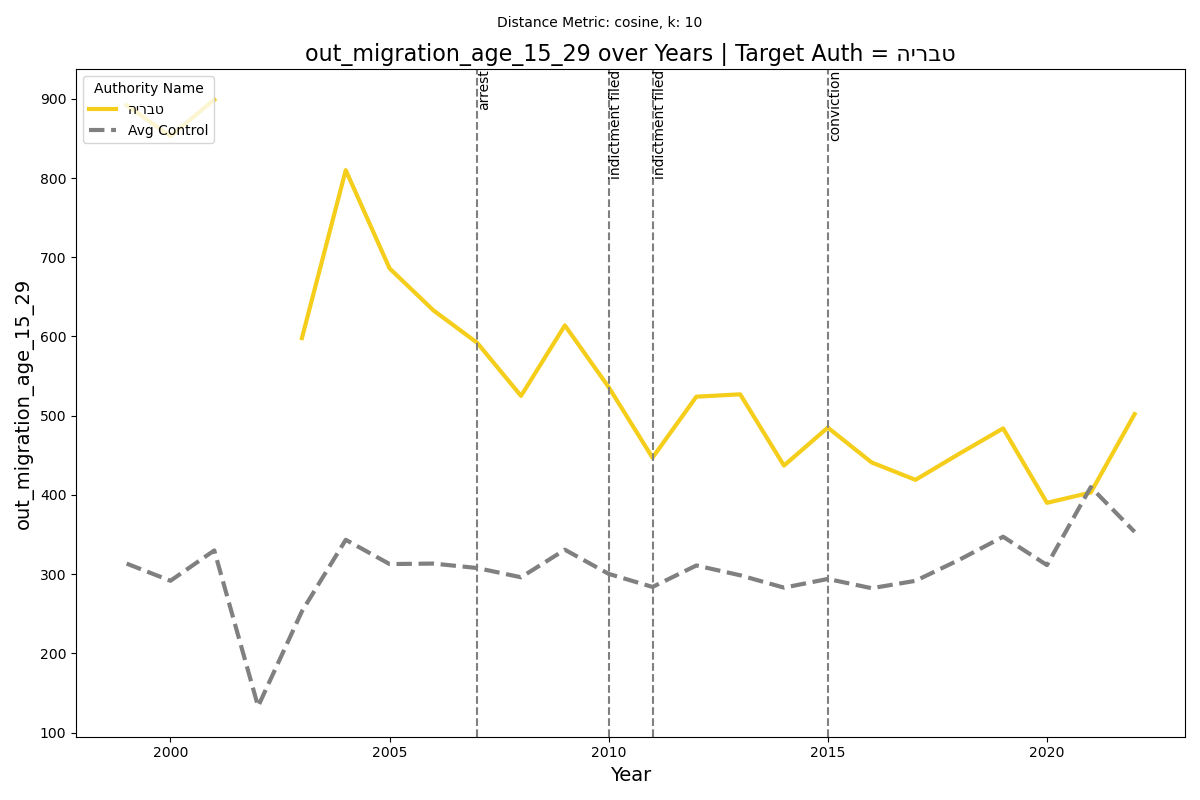 Distance Metric: cosine, k: 10
out_migration_age_15_29 over Years | Target Auth = טבריה
Authority Name
טבריה
Avg Control
arrest
indictment filed
indictment filed
conviction
900
800
700
600
500
400
300
200
100
out_migration_age_15_29
2000 2005 2010 2015 2020
Year